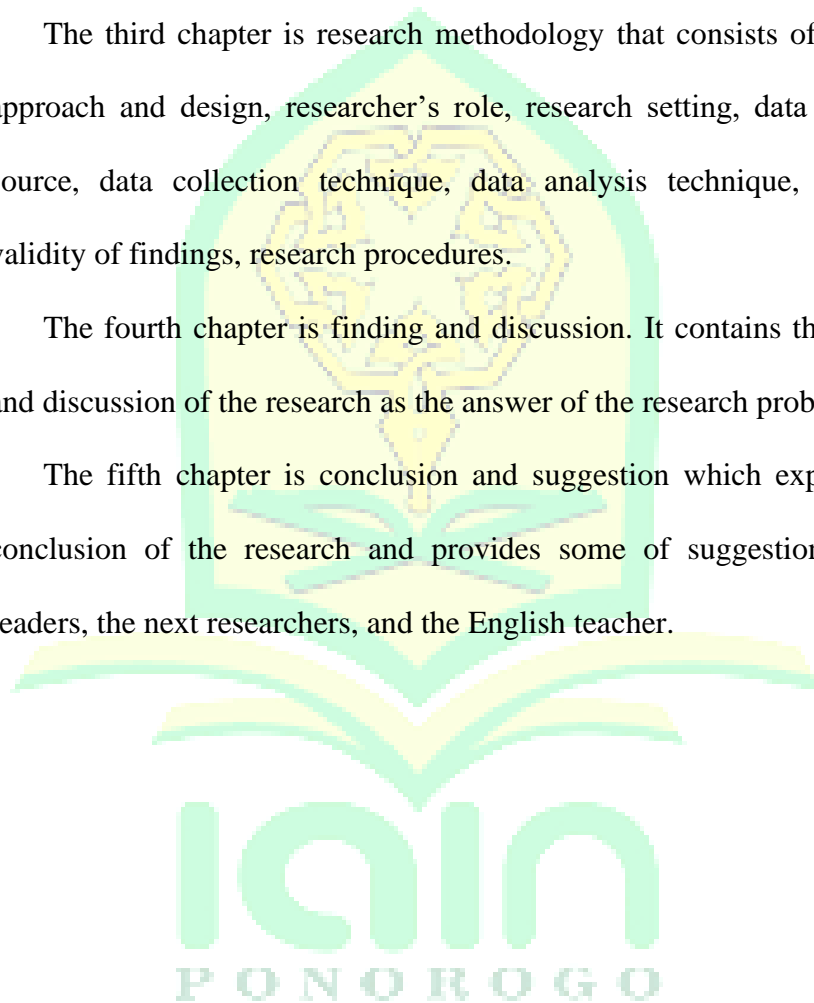 The third chapter is research methodology that consists of
approach and design, researcher's role, research setting, data
source, data collection technique, data analysis technique,
validity of findings, research procedures.
The fourth chapter is finding and discussion. It contains th
and discussion of the research as the answer of the research prob
The fifth chapter is conclusion and suggestion which exp
conclusion of the research and provides some of suggestion
readers, the next researchers, and the English teacher.
iain
PONOROGO